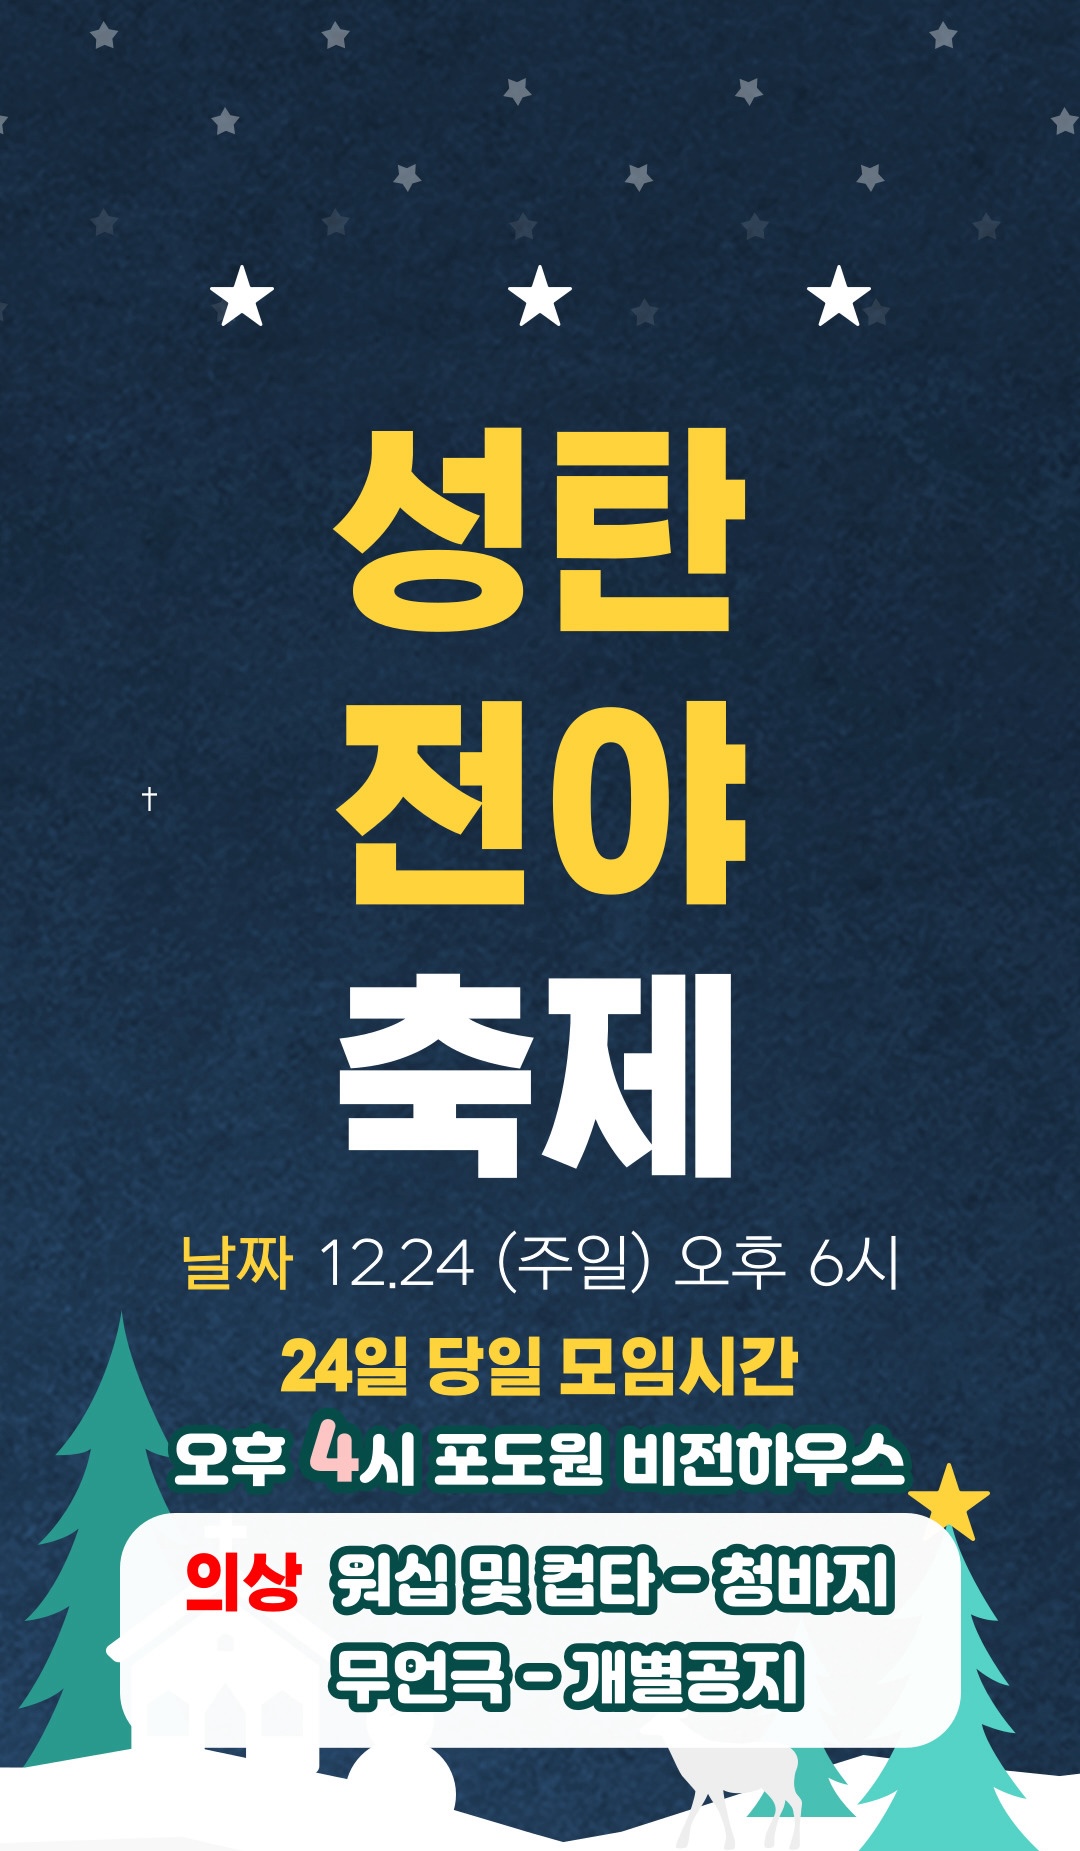 성탄
전야
축제
날짜 12.24 (주일) 오후 6시
24일 당일 모임시간
오후 4시 포도원 비전하우스
의상 워십 및 컵타 - 청바지
무언극 - 개별공지